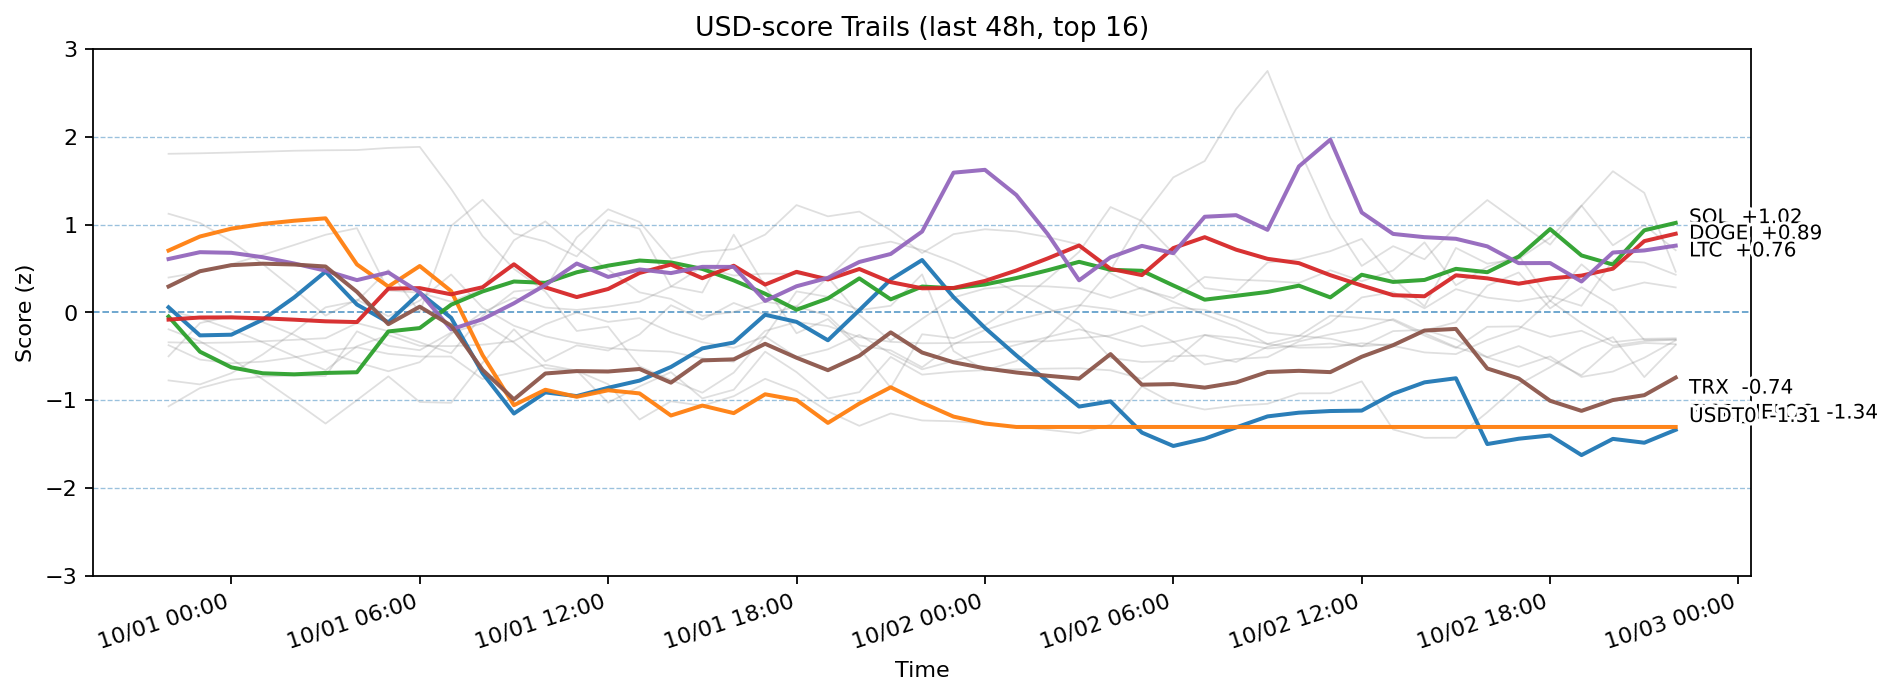 USD-score Trails (last 48h, top 16)
Score (z)
3
2
1
0
−1
−2
−3
SOL +1.02
DOGE +0.89
LTC +0.76
TRX -0.74
-1.34
USDT0 -1.31
10/01 00:00
10/01 06:00
10/01 12:00
10/01 18:00
10/02 00:00
10/02 06:00
10/02 12:00
10/02 18:00
10/03 00:00
Time